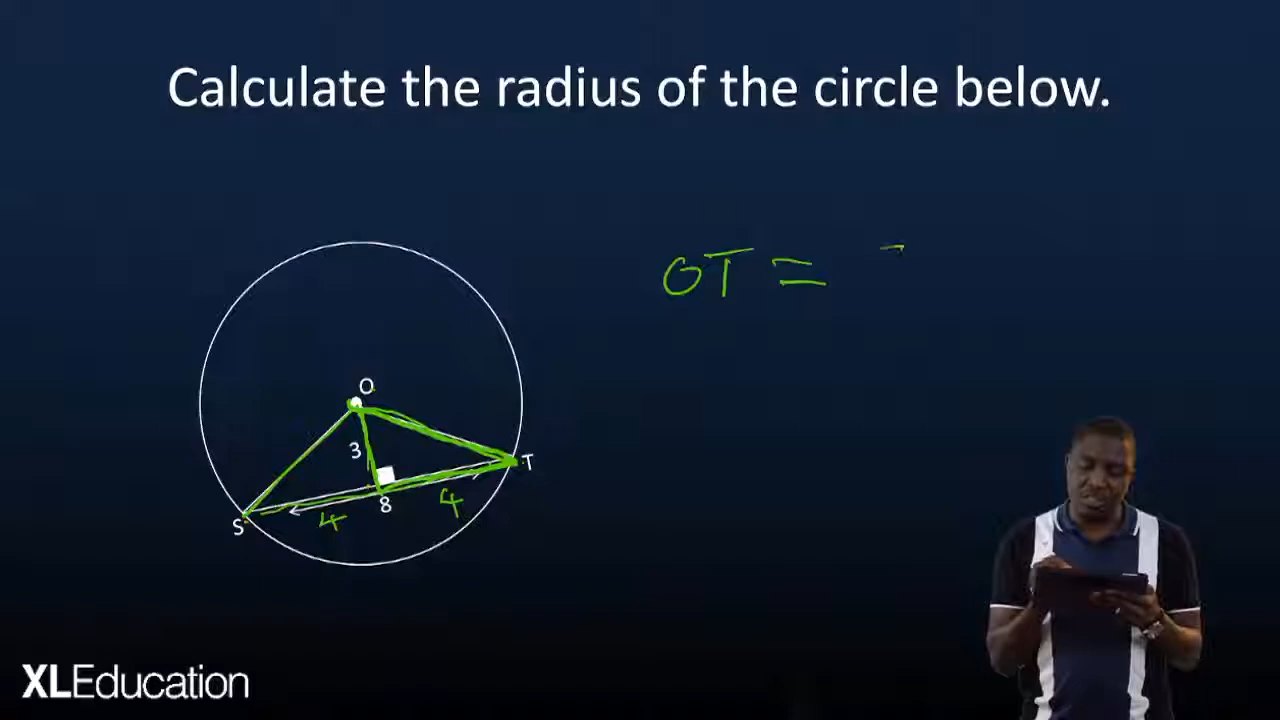 Calculate the radius of the circle below.
OT =
O
3
T
4
8
4
S
XLEducation